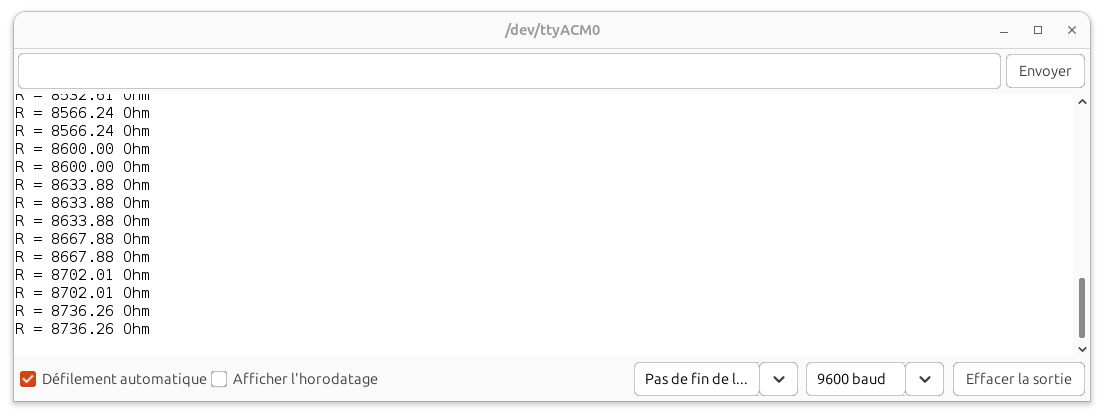 /dev/ttyACM0
Envoyer
R = 8532.61 Ohm
R = 8566.24 Ohm
R = 8566.24 Ohm
R = 8600.00 Ohm
R = 8600.00 Ohm
R = 8633.88 Ohm
R = 8633.88 Ohm
R = 8633.88 Ohm
R = 8667.88 Ohm
R = 8667.88 Ohm
R = 8702.01 Ohm
R = 8702.01 Ohm
R = 8736.26 Ohm
R = 8736.26 Ohm
Défilement automatique Afficher l'horodatage Pas de fin de l... 9600 baud Effacer la sortie